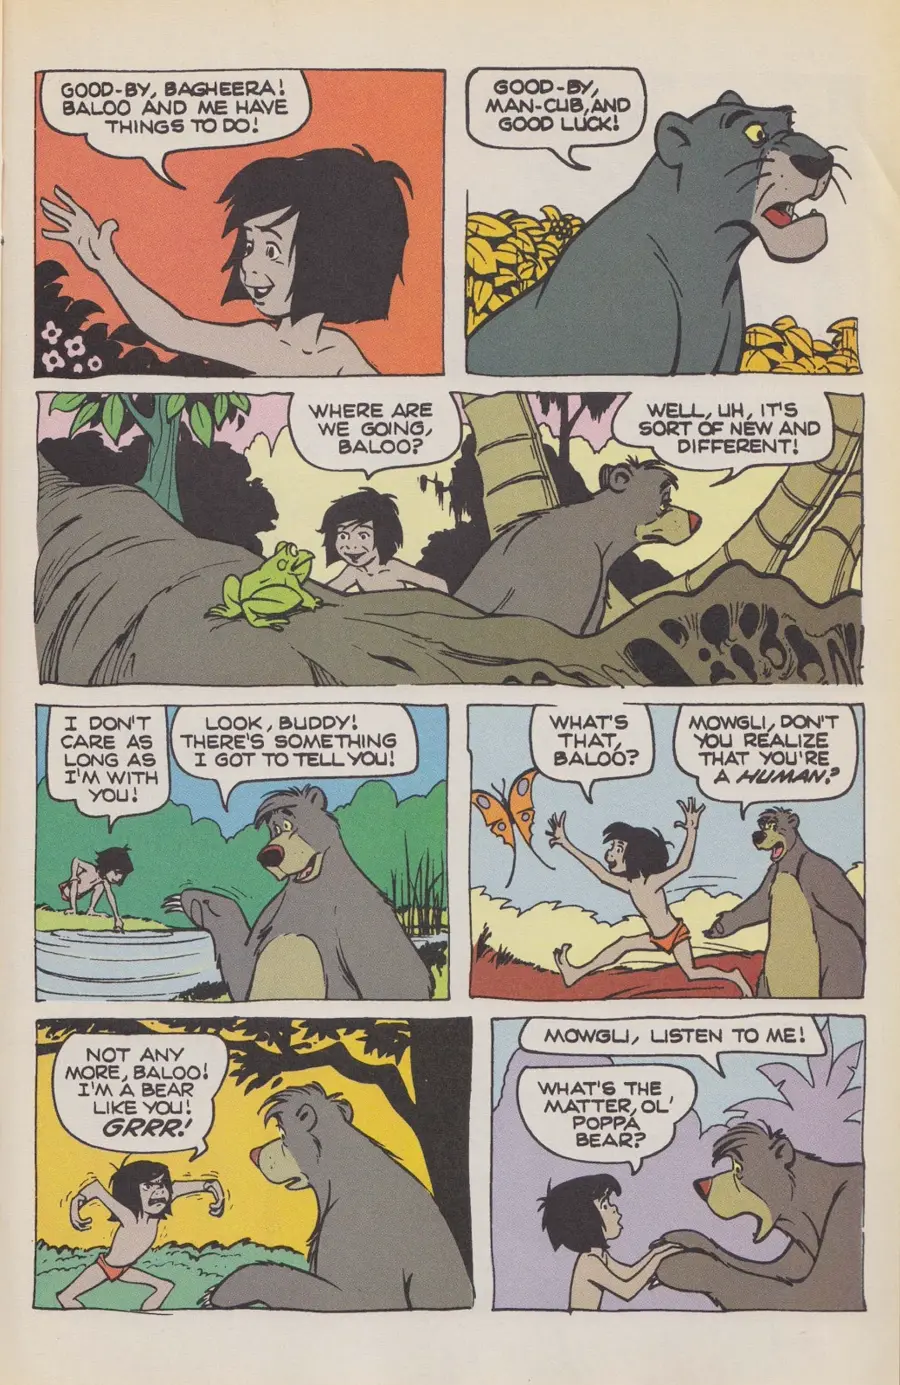 GOOD-BY, BAGHEERA!
BALOO AND ME HAVE
THINGS TO DO!
GOOD-BY,
MAN-CUB, AND
GOOD LUCK!
WHERE ARE
WE GOING,
BALOO?
WELL, UH, IT'S
SORT OF NEW AND
DIFFERENT!
I DON'T
CARE AS
LONG AS
I'M WITH
YOU!
LOOK, BUDDY!
THERE'S SOMETHING
I GOT TO TELL YOU!
WHAT'S
THAT,
BALOO?
MOWGLI, DON'T
YOU REALIZE
THAT YOU'RE
A HUMAN?
NOT ANY
MORE, BALOO!
I'M A BEAR
LIKE YOU!
GRRR!
MOWGLI, LISTEN TO ME!
WHAT'S THE
MATTER, OL'
POPPA
BEAR?